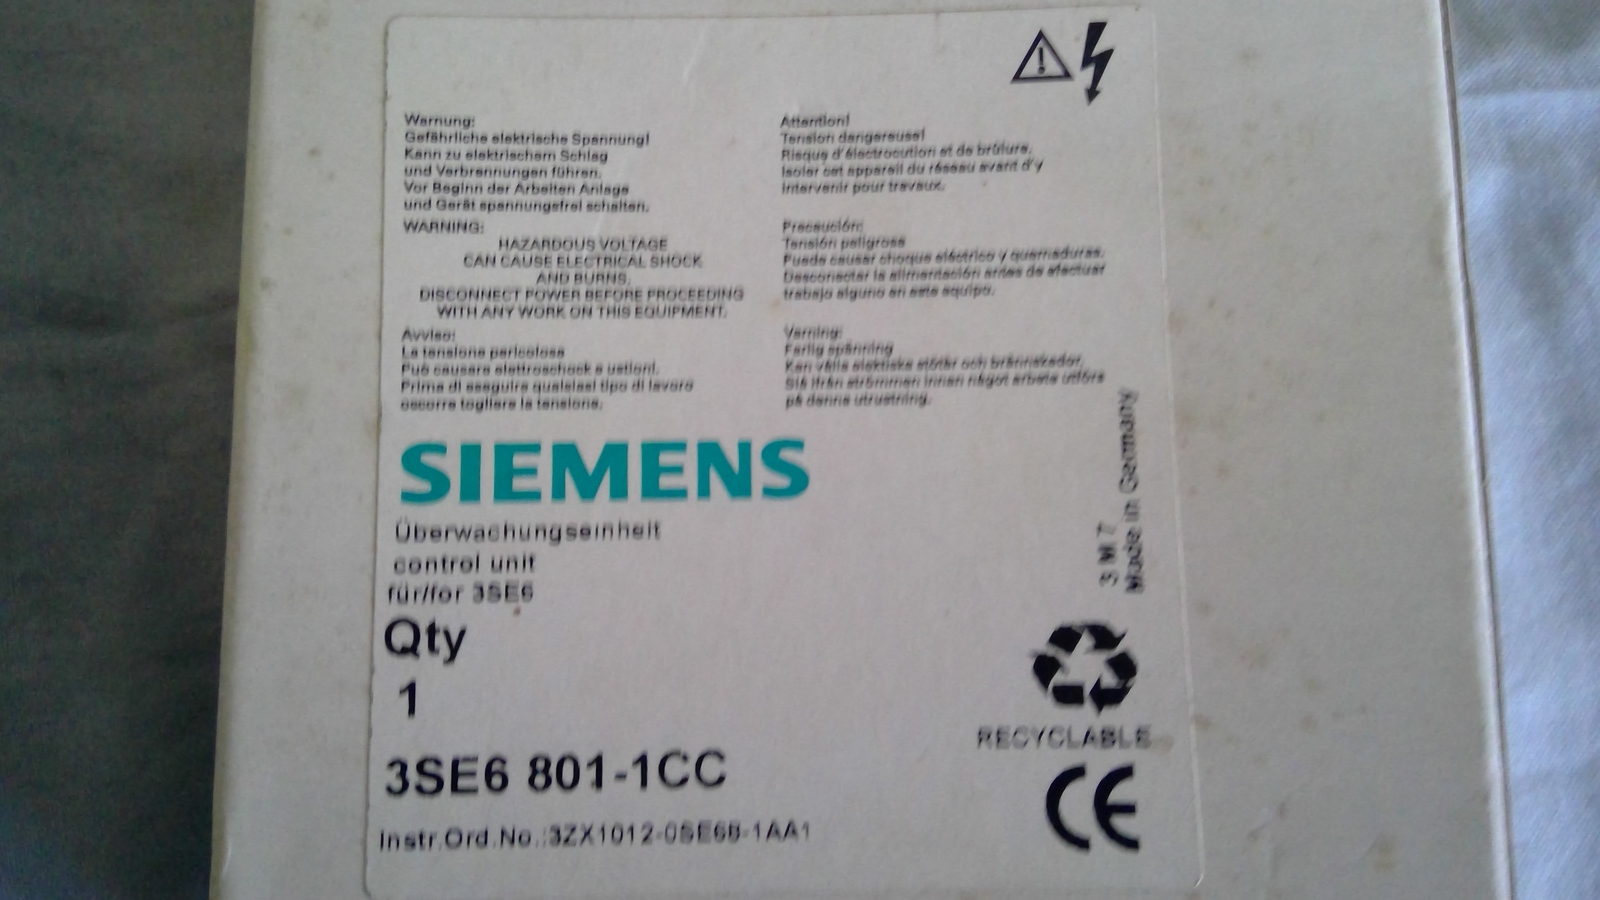 Warnung:
Gefährliche elektrische Spannung!
Kann zu elektrischem Schlag
und Verbrennungen führen.
Vor Beginn der Arbeiten Anlage
und Gerät spannungsfrei schalten.
WARNING:
HAZARDOUS VOLTAGE
CAN CAUSE ELECTRICAL SHOCK
AND BURNS.
DISCONNECT POWER BEFORE PROCEEDING
WITH ANY WORK ON THIS EQUIPMENT.
Avviso:
La tensione pericolosa
Può causare elettroshock e ustioni.
Prima di eseguire qualsiasi tipo di lavoro
occorre togliere la tensione.
Attention!
Tension dangereuse!
Risque d'électrocution et de brûlure.
Isoler cet appareil du réseau avant d'y
intervenir pour travaux.
Precaución:
Tensión peligrosa
Puede causar choque eléctrico y quemaduras.
Desconectar la alimentación antes de efectuar
trabajo alguno en este equipo.
Varning:
Farlig spänning
Kan vålla elektriska stötar och brännskador.
Slå ifrån strömmen innan något arbete utförs
på denna utrustning.
SIEMENS
Überwachungseinheit
control unit
für/for 3SE6
Qty
1
3SE6 801-1CC
Instr.Ord.No.:3ZX1012-0SE68-1AA1
3 M 7
Made in Germany
RECYCLABLE
CE